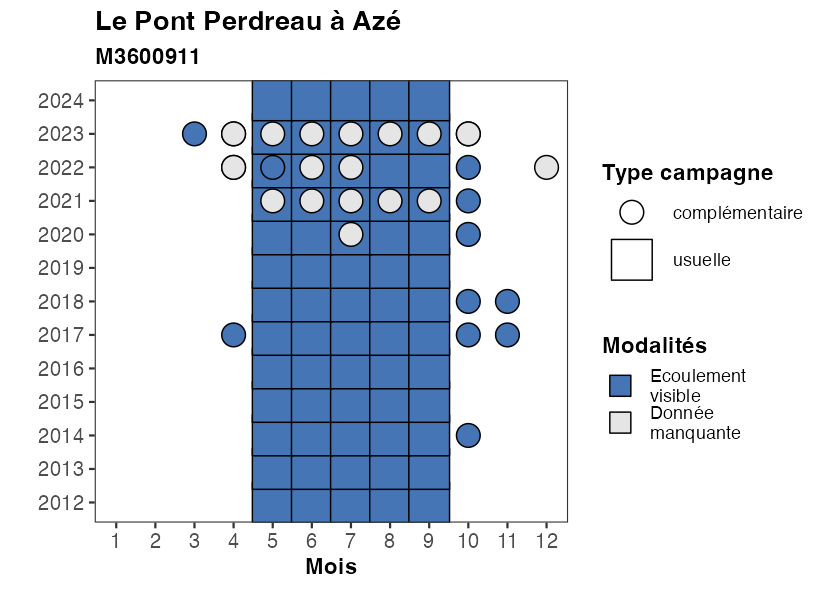 Le Pont Perdreau à Azé
M3600911
2024
2023
2022
2021
2020
2019
2018
2017
2016
2015
2014
2013
2012
1 2 3 4 5 6 7 8 9 10 11 12
Mois
Type campagne
complémentaire
usuelle
Modalités
Ecoulement
visible
Donnée
manquante